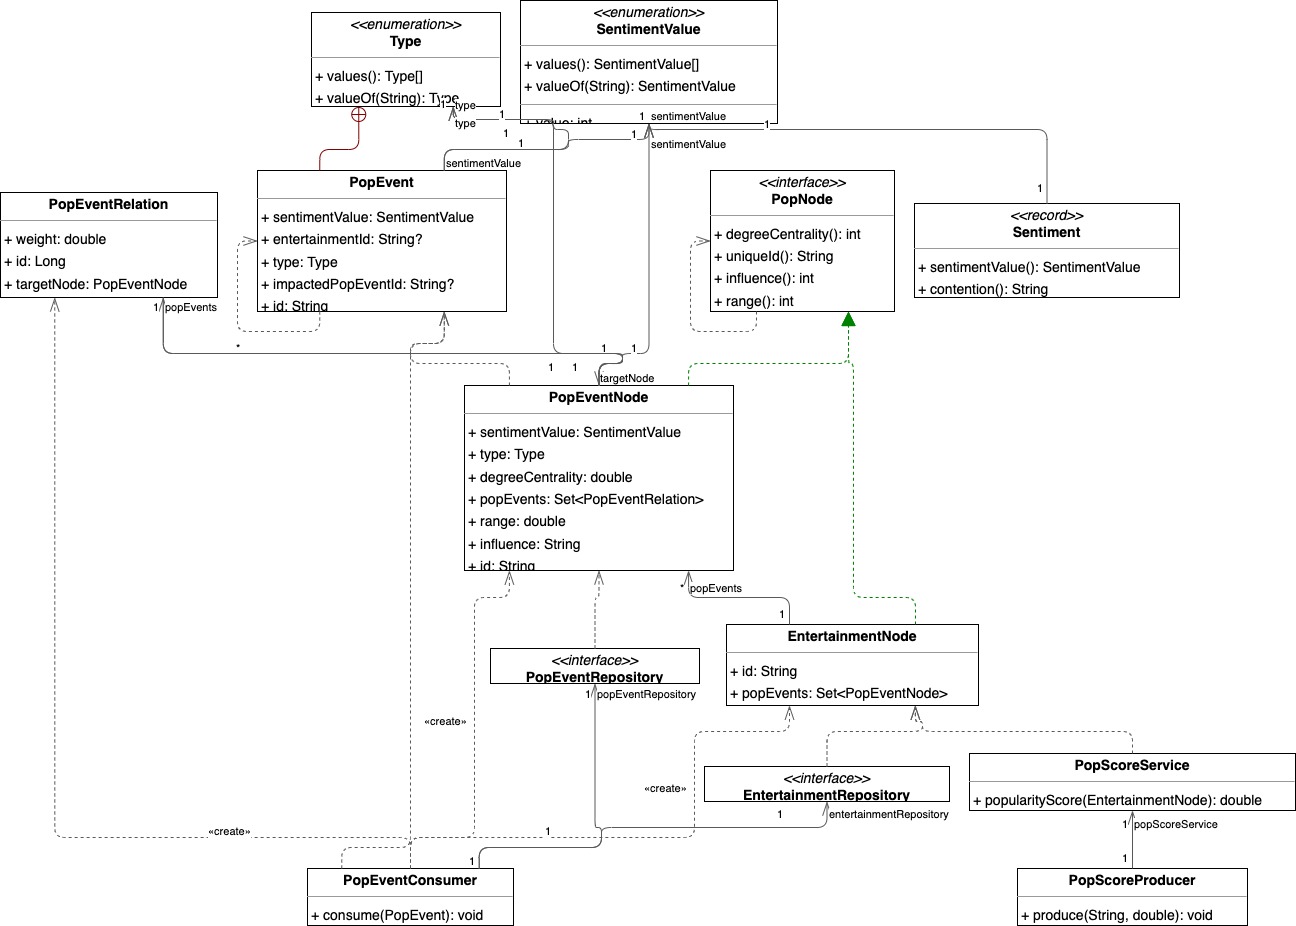 <<enumeration>>
Type
+ values(): Type[]
+ valueOf(String): Type
<<enumeration>>
SentimentValue
+ values(): SentimentValue[]
+ valueOf(String): SentimentValue
+ value: int
1
type
1
type
1
1
1
1 sentimentValue
1
sentimentValue
1
sentimentValue
PopEvent
+ sentimentValue: SentimentValue
+ entertainmentId: String?
+ type: Type
+ impactedPopEventId: String?
+ id: String
PopEventRelation
+ weight: double
+ id: Long
+ targetNode: PopEventNode
<<interface>>
PopNode
+ degreeCentrality(): int
+ uniqueId(): String
+ influence(): int
+ range(): int
1
<<record>>
Sentiment
+ sentimentValue(): SentimentValue
+ contention(): String
1 popEvents
*
1
1
1
1
targetNode
PopEventNode
+ sentimentValue: SentimentValue
+ type: Type
+ degreeCentrality: double
+ popEvents: Set<PopEventRelation>
+ range: double
+ influence: String
+ id: String
* popEvents
1
EntertainmentNode
+ id: String
+ popEvents: Set<PopEventNode>
<<interface>>
PopEventRepository
1 popEventRepository
«create»
<<interface>>
EntertainmentRepository
«create»
1
entertainmentRepository
PopScoreService
+ popularityScore(EntertainmentNode): double
1 popScoreService
«create»
1
1
1
PopEventConsumer
+ consume(PopEvent): void
PopScoreProducer
+ produce(String, double): void